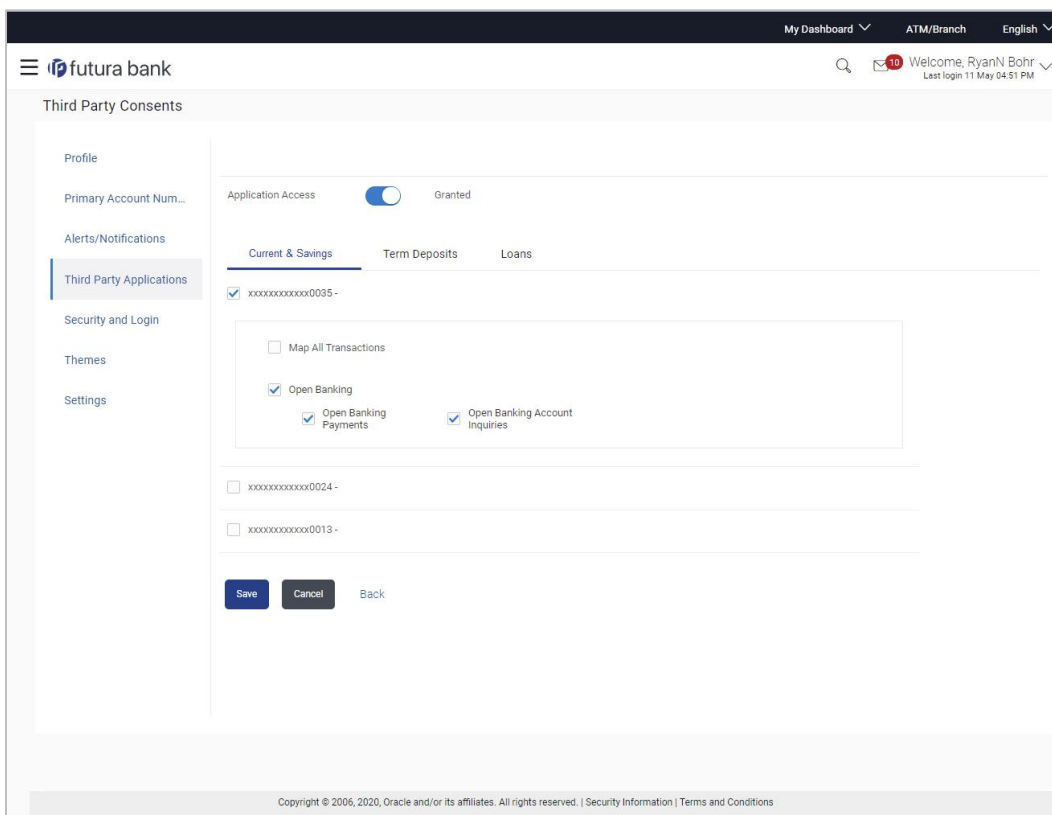 My Dashboard ATM/Branch English
futura bank
10 Welcome, RyanN Bohr
Last login 11 May 04:51 PM
Third Party Consents
Profile
Primary Account Num...
Alerts/Notifications
Third Party Applications
Security and Login
Themes
Settings
Application Access Granted
Current & Savings Term Deposits Loans
xxxxxxxxxxxx0035 -
Map All Transactions
Open Banking
Open Banking
Payments
Open Banking Account
Inquiries
xxxxxxxxxxxx0024 -
xxxxxxxxxxxx0013 -
Save Cancel Back
Copyright © 2006, 2020, Oracle and/or its affiliates. All rights reserved. | Security Information | Terms and Conditions